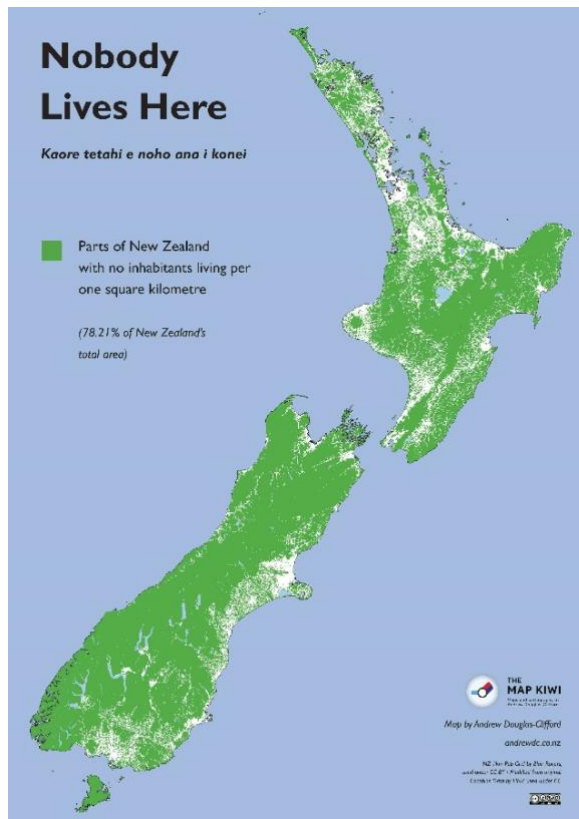 Nobody
Lives Here
Kaore tetahi e noho ana i konei
Parts of New Zealand
with no inhabitants living per
one square kilometre
(78.21% of New Zealand's
total area)
THE
MAP KIWI
Map by Andrew Douglas-Clifford
andrewdc.co.nz